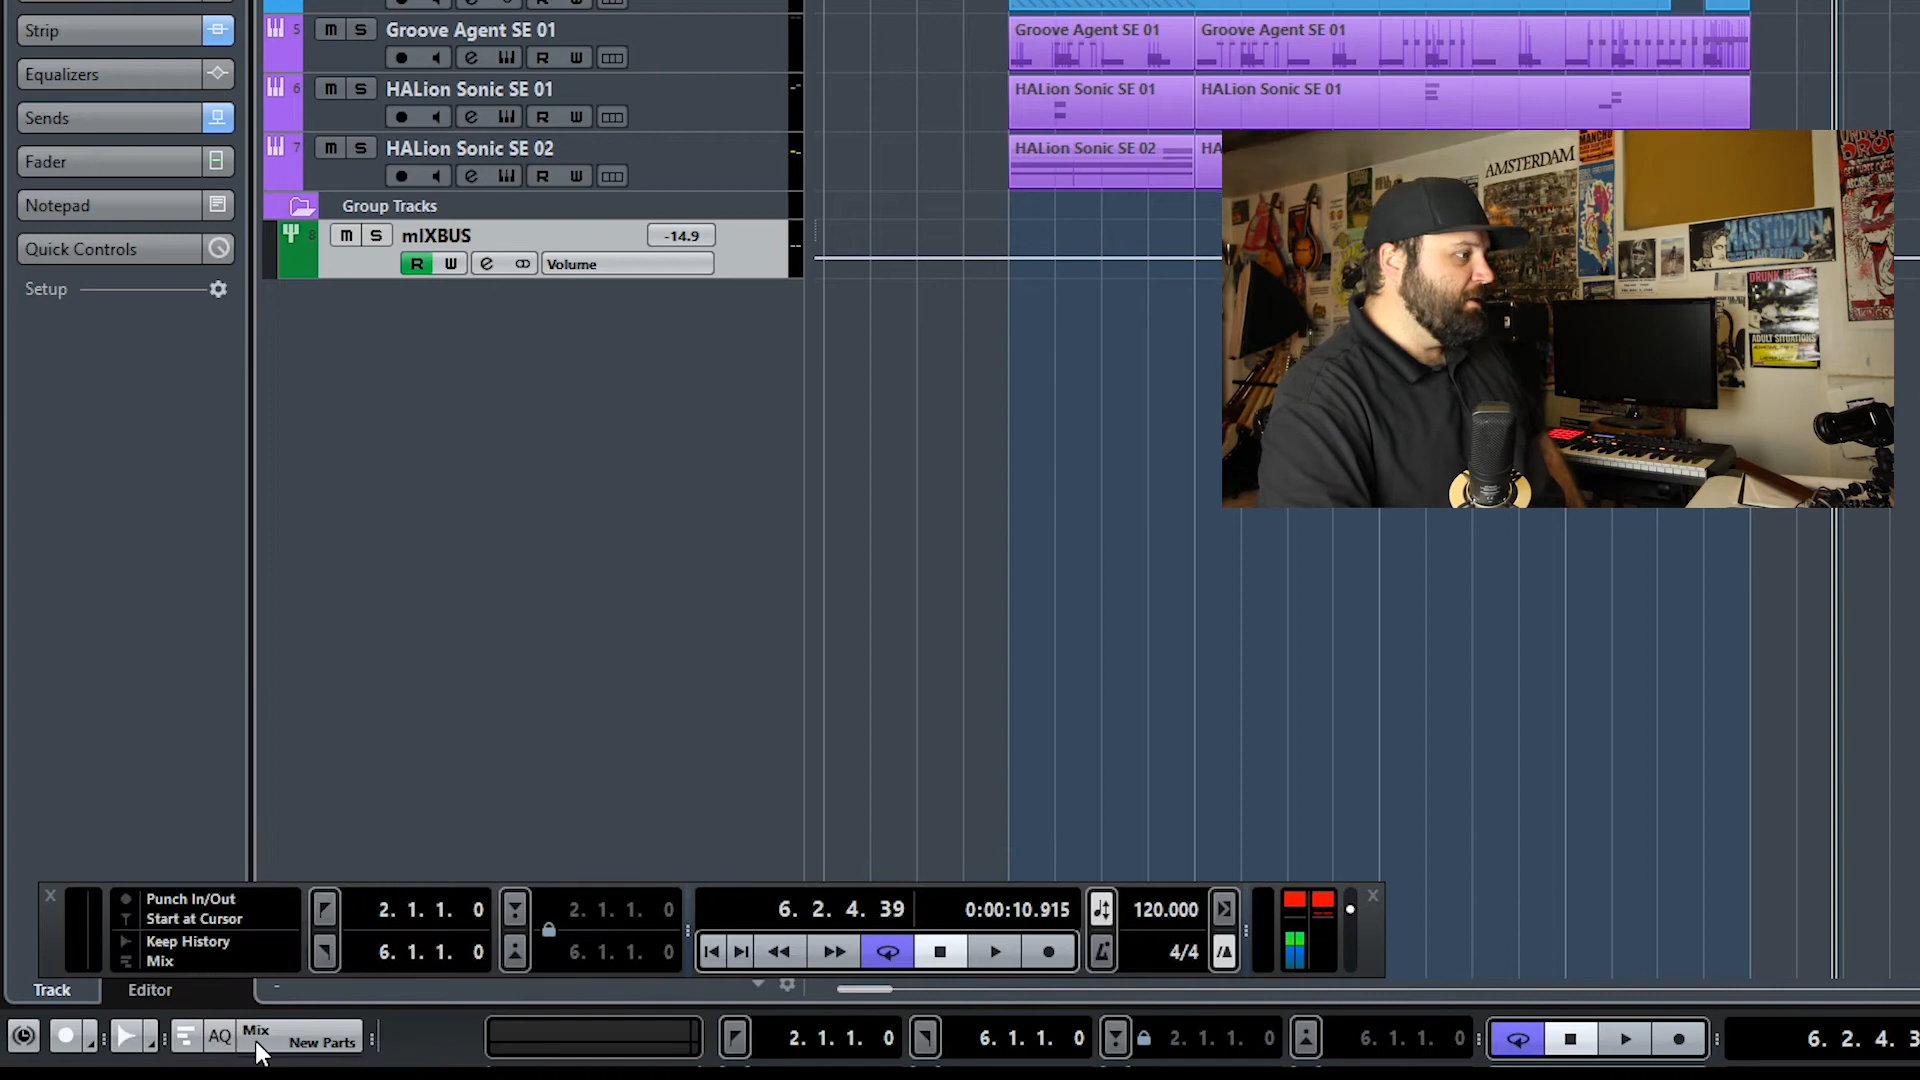 Strip
Equalizers
Sends
Fader
Notepad
Quick Controls
Setup
5 m S Groove Agent SE 01
R W
6 m S HALion Sonic SE 01
R W
7 m S HALion Sonic SE 02
R W
Group Tracks
8 m S mIXBUS -14.9
R W Volume
Groove Agent SE 01 Groove Agent SE 01
HALion Sonic SE 01 HALion Sonic SE 01
HALion Sonic SE 02 HA
AMSTERDAM
MASTODON
DRUNK
ADULT SITUATIONS
Punch In/Out
Start at Cursor
Keep History
Mix
2. 1. 1. 0
6. 1. 1. 0
2. 1. 1. 0
6. 1. 1. 0
6. 2. 4. 39 0:00:10.915
120.000
4/4
Track Editor
AQ Mix New Parts
2. 1. 1. 0 6. 1. 1. 0 2. 1. 1. 0 6. 1. 1. 0 6. 2. 4. 3